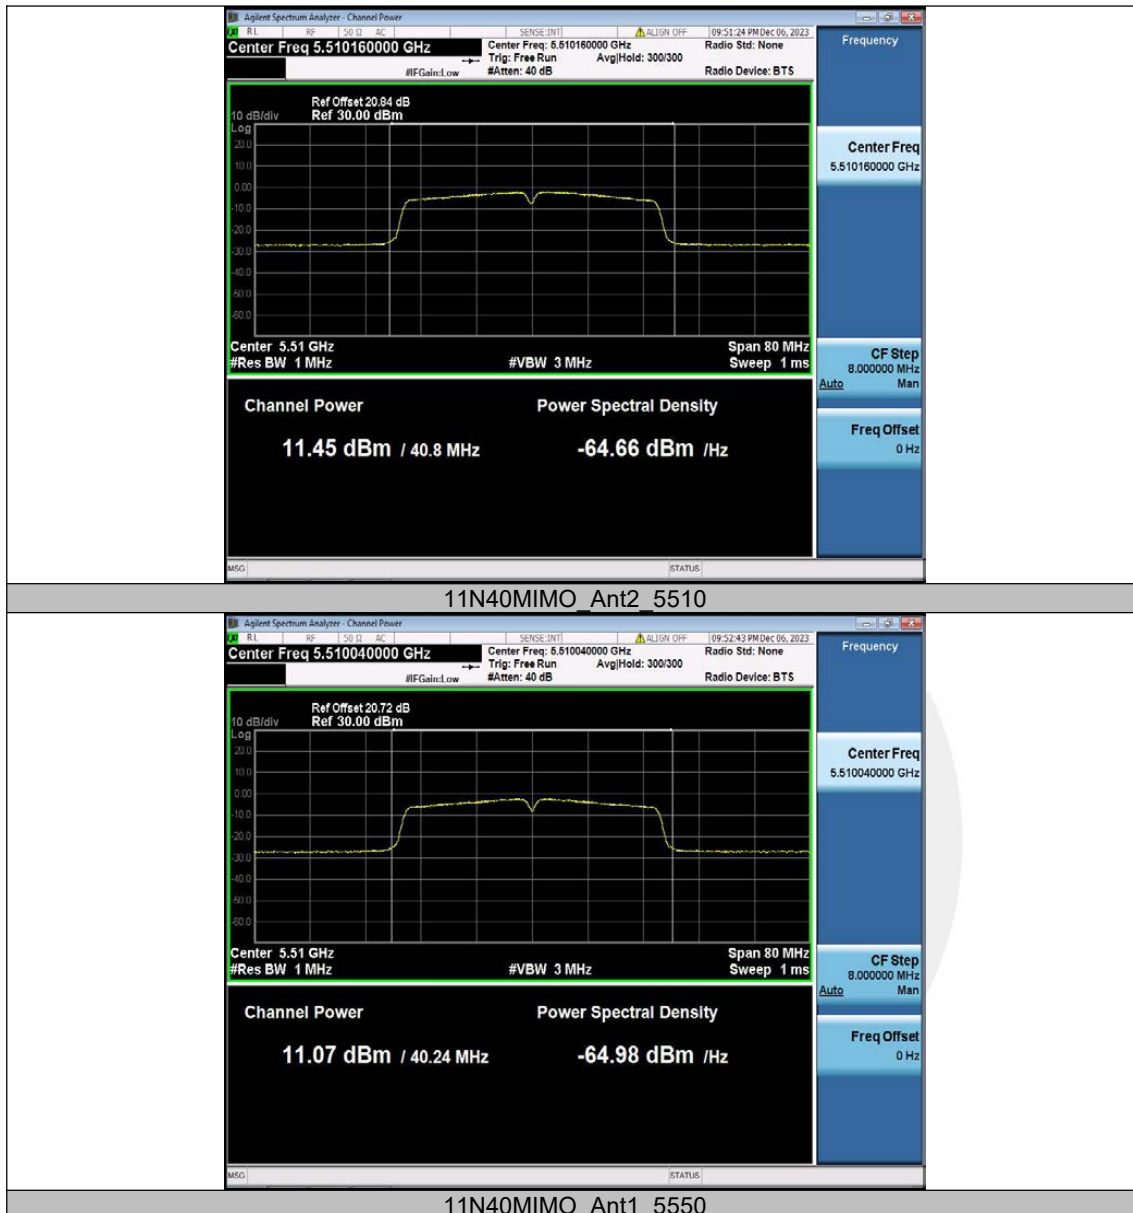 Agilent Spectrum Analyzer - Channel Power
RL RF 50 Ω AC SENSE:INT ALIGN OFF 09:51:24 PM Dec 06, 2023
Center Freq 5.510160000 GHz
Center Freq: 5.510160000 GHz
Radio Std: None
Trig: Free Run
Avg|Hold: 300/300
#IFGain:Low
#Atten: 40 dB
Radio Device: BTS
Frequency
Ref Offset 20.84 dB
10 dB/div Ref 30.00 dBm
Log
20.0
10.0
0.00
-10.0
-20.0
-30.0
-40.0
-50.0
-60.0
Center Freq
5.510160000 GHz
Center 5.51 GHz Span 80 MHz
#Res BW 1 MHz #VBW 3 MHz Sweep 1 ms
CF Step
8.000000 MHz
Auto Man
Channel Power Power Spectral Density
11.45 dBm / 40.8 MHz -64.66 dBm /Hz
Freq Offset
0 Hz
MSG STATUS
11N40MIMO_Ant2_5510
Agilent Spectrum Analyzer - Channel Power
RL RF 50 Ω AC SENSE:INT ALIGN OFF 09:52:43 PM Dec 06, 2023
Center Freq 5.510040000 GHz
Center Freq: 5.510040000 GHz
Radio Std: None
Trig: Free Run
Avg|Hold: 300/300
#IFGain:Low
#Atten: 40 dB
Radio Device: BTS
Frequency
Ref Offset 20.72 dB
10 dB/div Ref 30.00 dBm
Log
20.0
10.0
0.00
-10.0
-20.0
-30.0
-40.0
-50.0
-60.0
Center Freq
5.510040000 GHz
Center 5.51 GHz Span 80 MHz
#Res BW 1 MHz #VBW 3 MHz Sweep 1 ms
CF Step
8.000000 MHz
Auto Man
Channel Power Power Spectral Density
11.07 dBm / 40.24 MHz -64.98 dBm /Hz
Freq Offset
0 Hz
MSG STATUS
11N40MIMO_Ant1_5550